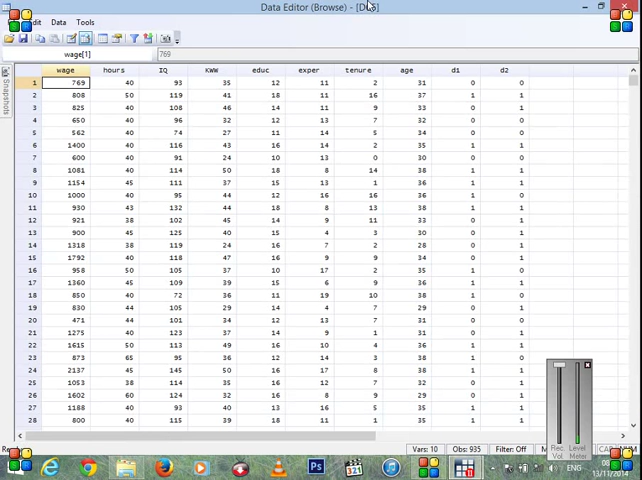 Data Editor (Browse) - [D
Edit Data Tools
wage[1] 769
Snapshots
wage hours IQ KWW educ exper tenure age d1 d2
1 769 40 93 35 12 11 2 31 0 0
2 808 50 119 41 18 11 16 37 1 1
3 825 40 108 46 14 11 9 33 0 1
4 650 40 96 32 12 13 7 32 0 0
5 562 40 74 27 11 14 5 34 0 0
6 1400 40 116 43 16 14 2 35 1 1
7 600 40 91 24 10 13 0 30 0 0
8 1081 40 114 50 18 8 14 38 1 1
9 1154 45 111 37 15 13 1 36 1 1
10 1000 40 95 44 12 16 16 36 1 0
11 930 43 132 44 18 8 13 38 1 1
12 921 38 102 45 14 9 11 33 0 1
13 900 45 125 40 15 4 3 30 0 1
14 1318 38 119 24 16 7 2 28 0 1
15 1792 40 118 47 16 9 9 34 0 1
16 958 50 105 37 10 17 2 35 1 0
17 1360 45 109 39 15 6 9 36 1 1
18 850 40 72 36 11 19 10 38 1 0
19 830 44 105 29 14 4 7 29 0 1
20 471 44 101 34 12 13 7 31 0 0
21 1275 40 123 37 14 9 1 31 0 1
22 1615 50 113 49 16 10 4 36 1 1
23 873 65 95 36 12 14 3 38 1 0
24 2137 45 145 50 16 17 8 38 1 1
25 1053 38 114 35 12 12 7 32 0 0
26 1602 60 124 32 16 8 9 29 0 1
27 1188 40 93 40 13 16 5 35 1 1
28 800 40 115 39 18 11 1 35 1 1
Vars: 10 Obs: 935 Filter: Off
Rec. Level
Vol Meter
321
ENG
13/11/2014